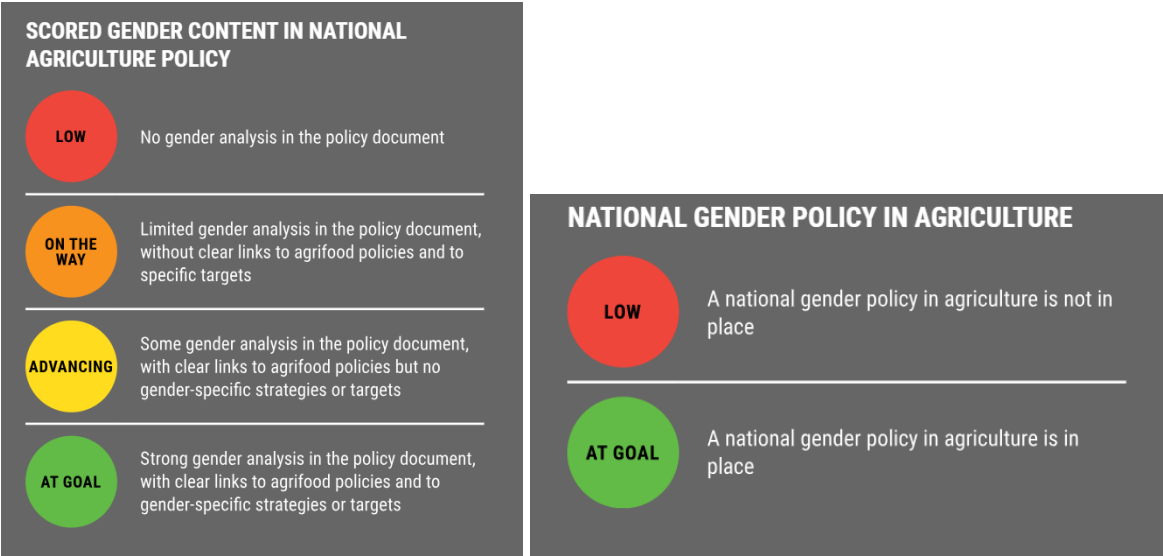 SCORED GENDER CONTENT IN NATIONAL
AGRICULTURE POLICY
LOW
No gender analysis in the policy document
ON THE
WAY
Limited gender analysis in the policy document,
without clear links to agrifood policies and to
specific targets
ADVANCING
Some gender analysis in the policy document,
with clear links to agrifood policies but no
gender-specific strategies or targets
AT GOAL
Strong gender analysis in the policy document,
with clear links to agrifood policies and to
gender-specific strategies or targets
NATIONAL GENDER POLICY IN AGRICULTURE
LOW
A national gender policy in agriculture is not in
place
AT GOAL
A national gender policy in agriculture is in
place